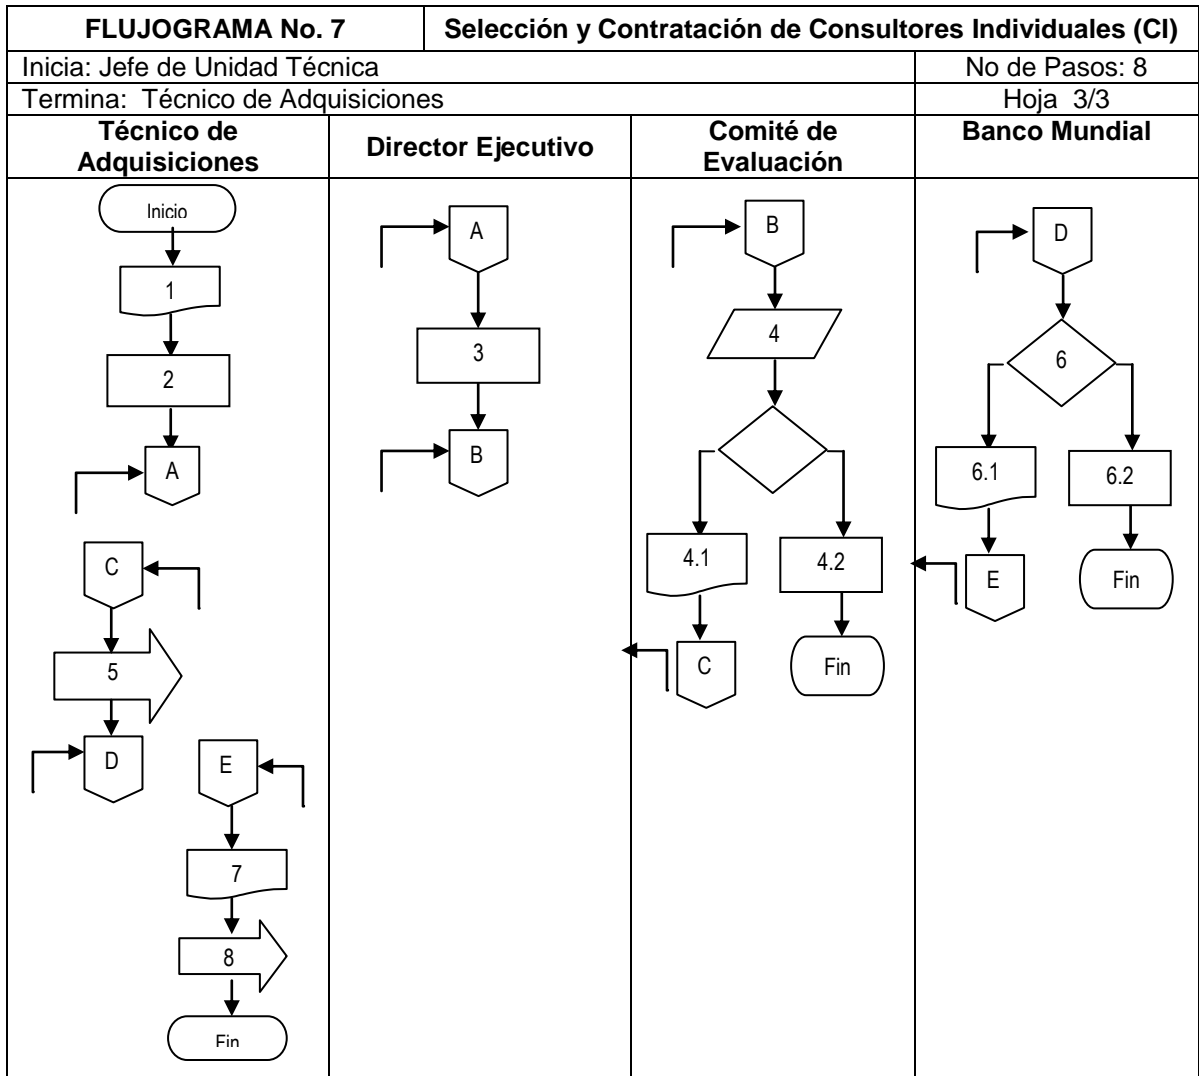 FLUJOGRAMA No. 7
Selección y Contratación de Consultores Individuales (CI)
Inicia: Jefe de Unidad Técnica
No de Pasos: 8
Termina: Técnico de Adquisiciones
Hoja 3/3
Técnico de
Adquisiciones
Director Ejecutivo
Comité de
Evaluación
Banco Mundial
Inicio
1
2
A
C
5
D
E
7
8
Fin
A
3
B
B
4
4.1
4.2
C
Fin
D
6
6.1
6.2
E
Fin